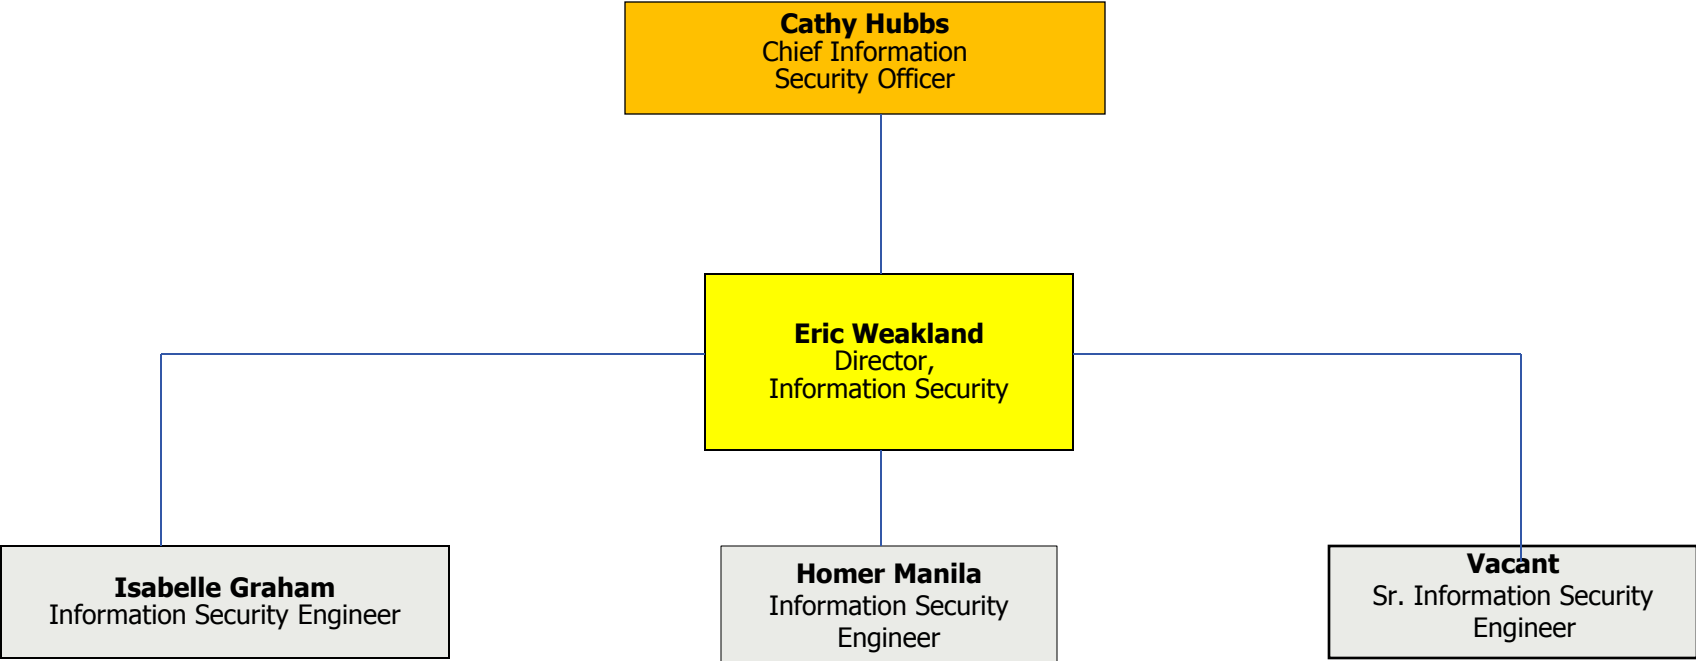 Cathy Hubbs
Chief Information
Security Officer
Eric Weakland
Director,
Information Security
Isabelle Graham
Information Security Engineer
Homer Manila
Information Security
Engineer
Vacant
Sr. Information Security
Engineer